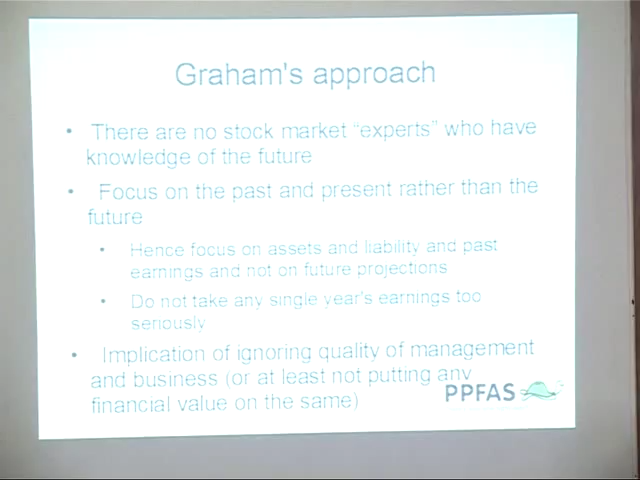 Graham's approach
• There are no stock market “experts” who have
knowledge of the future
• Focus on the past and present rather than the
future
• Hence focus on assets and liability and past
earnings and not on future projections
• Do not take any single year's earnings too
seriously
• Implication of ignoring quality of management
and business (or at least not putting any
financial value on the same)
PPFAS